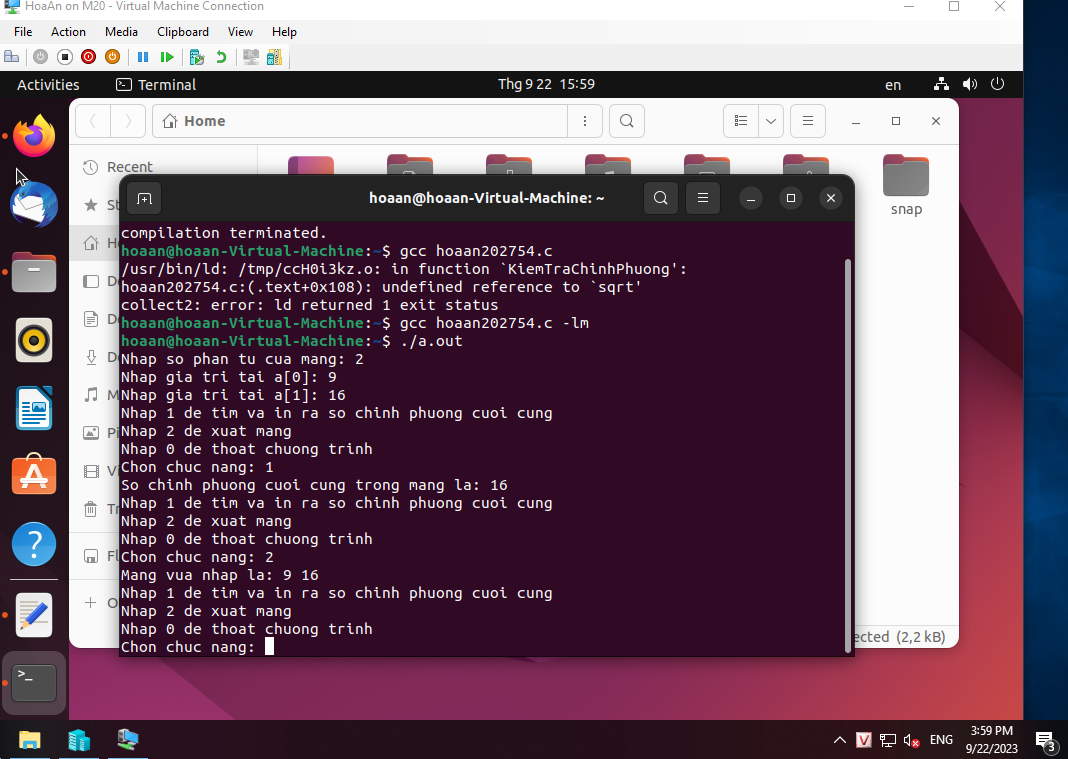 HoaAn on M20 - Virtual Machine Connection
File Action Media Clipboard View Help
Activities Terminal Thg 9 22 15:59 en
Home
Recent
snap
hoaan@hoaan-Virtual-Machine: ~
compilation terminated.
hoaan@hoaan-Virtual-Machine:~$ gcc hoaan202754.c
/usr/bin/ld: /tmp/ccH0i3kz.o: in function `KiemTraChinhPhuong':
hoaan202754.c:(.text+0x108): undefined reference to `sqrt'
collect2: error: ld returned 1 exit status
hoaan@hoaan-Virtual-Machine:~$ gcc hoaan202754.c -lm
hoaan@hoaan-Virtual-Machine:~$ ./a.out
Nhap so phan tu cua mang: 2
Nhap gia tri tai a[0]: 9
Nhap gia tri tai a[1]: 16
Nhap 1 de tim va in ra so chinh phuong cuoi cung
Nhap 2 de xuat mang
Nhap 0 de thoat chuong trinh
Chon chuc nang: 1
So chinh phuong cuoi cung trong mang la: 16
Nhap 1 de tim va in ra so chinh phuong cuoi cung
Nhap 2 de xuat mang
Nhap 0 de thoat chuong trinh
Chon chuc nang: 2
Mang vua nhap la: 9 16
Nhap 1 de tim va in ra so chinh phuong cuoi cung
Nhap 2 de xuat mang
Nhap 0 de thoat chuong trinh
Chon chuc nang:
(2,2 kB)
ENG
3:59 PM
9/22/2023
3